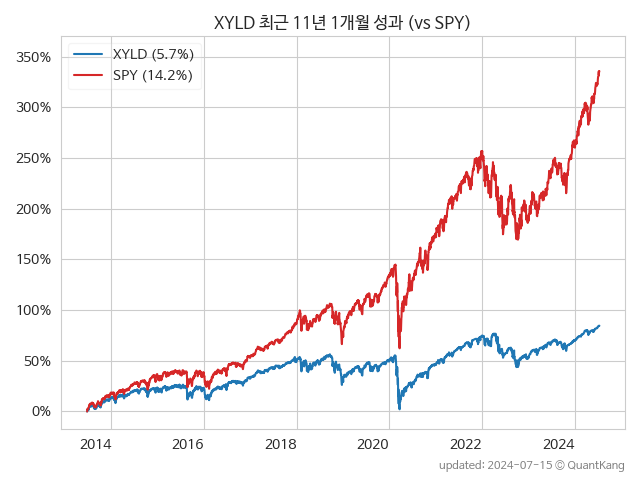 XYLD 최근 11년 1개월 성과 (vs SPY)
XYLD (5.7%)
SPY (14.2%)
350%
300%
250%
200%
150%
100%
50%
0%
2014 2016 2018 2020 2022 2024
updated: 2024-07-15 © QuantKang